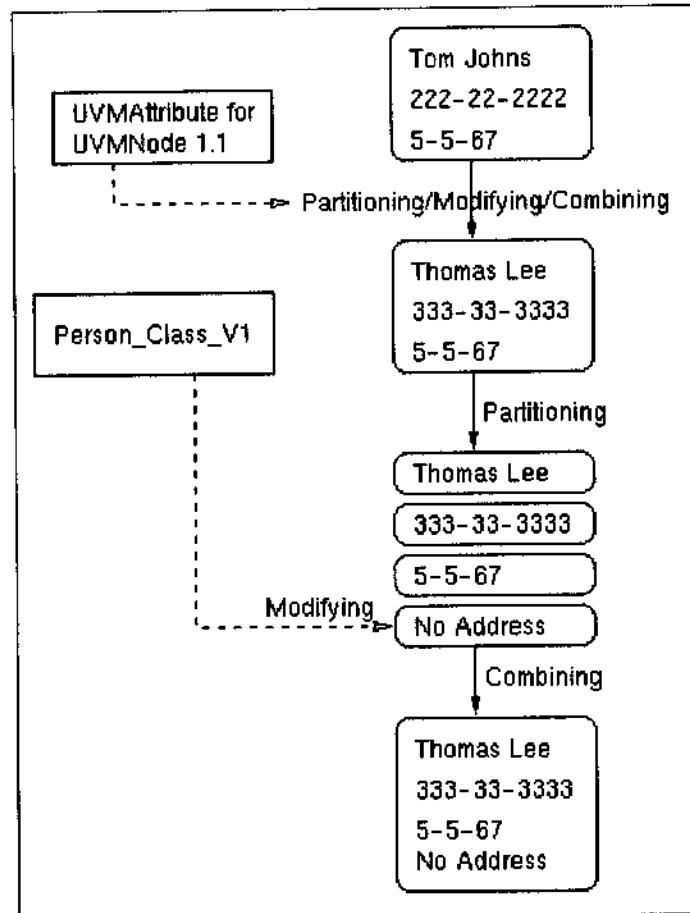 Tom Johns
222-22-2222
5-5-67
UVMAttribute for
UVMNode 1.1
Partitioning/Modifying/Combining
Thomas Lee
333-33-3333
5-5-67
Person_Class_V1
Partitioning
Thomas Lee
333-33-3333
5-5-67
Modifying
No Address
Combining
Thomas Lee
333-33-3333
5-5-67
No Address